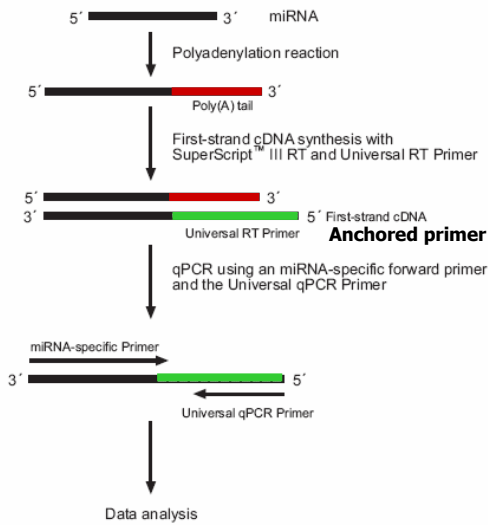 5´ 3´ miRNA
Polyadenylation reaction
5´ 3´
Poly(A) tail
First-strand cDNA synthesis with
SuperScript™ III RT and Universal RT Primer
5´ 3´
3´ 5´ First-strand cDNA
Universal RT Primer Anchored primer
qPCR using an miRNA-specific forward primer
and the Universal qPCR Primer
miRNA-specific Primer
3´ 5´
Universal qPCR Primer
Data analysis